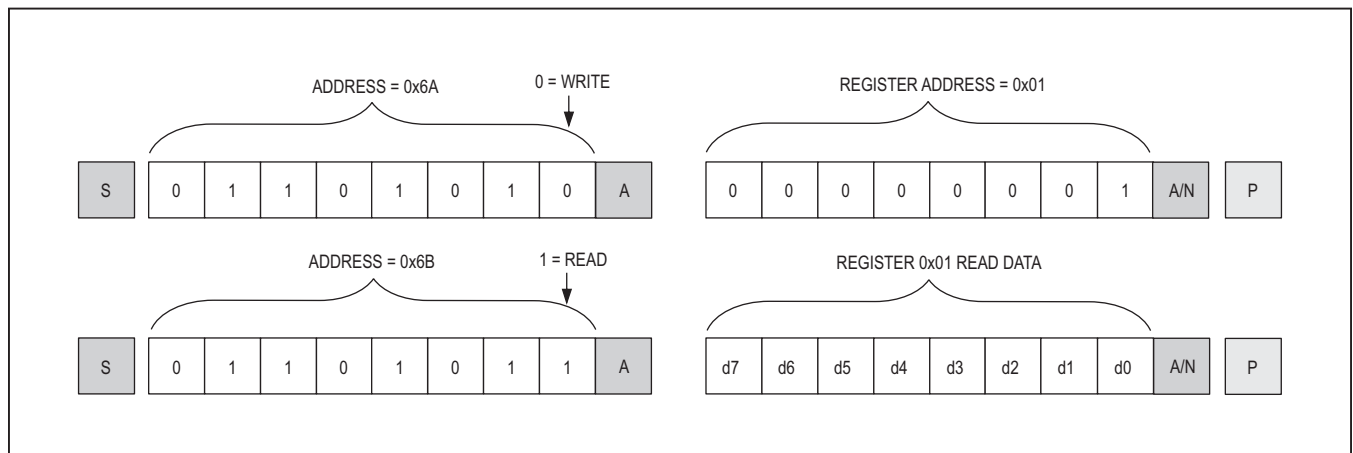 ADDRESS = 0x6A 0 = WRITE REGISTER ADDRESS = 0x01
S 0 1 1 0 1 0 1 0 A 0 0 0 0 0 0 0 1 A/N P
ADDRESS = 0x6B 1 = READ REGISTER 0x01 READ DATA
S 0 1 1 0 1 0 1 1 A d7 d6 d5 d4 d3 d2 d1 d0 A/N P